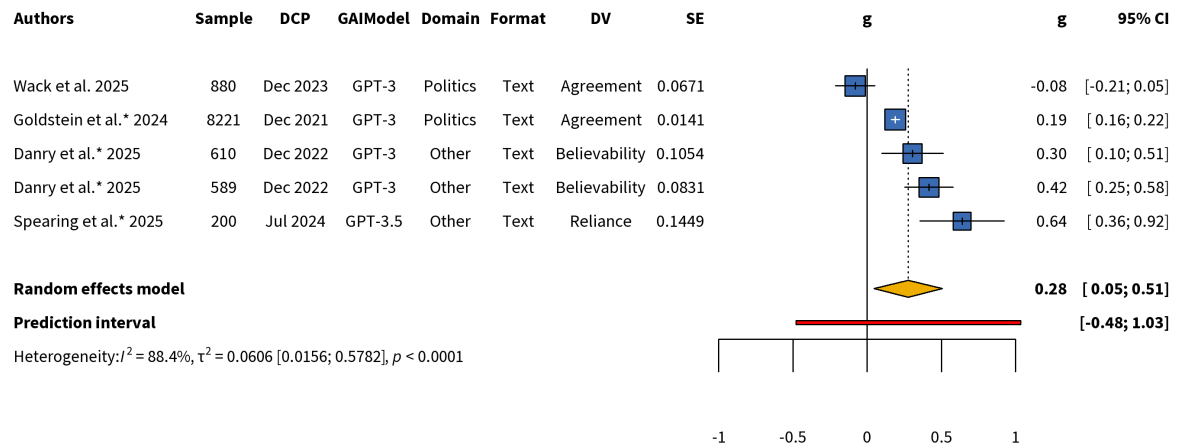 Authors Sample DCP GAIModel Domain Format DV SE g g 95% CI
Wack et al. 2025 880 Dec 2023 GPT-3 Politics Text Agreement 0.0671 -0.08 [-0.21; 0.05]
Goldstein et al.* 2024 8221 Dec 2021 GPT-3 Politics Text Agreement 0.0141 0.19 [ 0.16; 0.22]
Danry et al.* 2025 610 Dec 2022 GPT-3 Other Text Believability 0.1054 0.30 [ 0.10; 0.51]
Danry et al.* 2025 589 Dec 2022 GPT-3 Other Text Believability 0.0831 0.42 [ 0.25; 0.58]
Spearing et al.* 2025 200 Jul 2024 GPT-3.5 Other Text Reliance 0.1449 0.64 [ 0.36; 0.92]
Random effects model 0.28 [ 0.05; 0.51]
Prediction interval [-0.48; 1.03]
Heterogeneity: I² = 88.4%, τ² = 0.0606 [0.0156; 0.5782], p < 0.0001
-1 -0.5 0 0.5 1